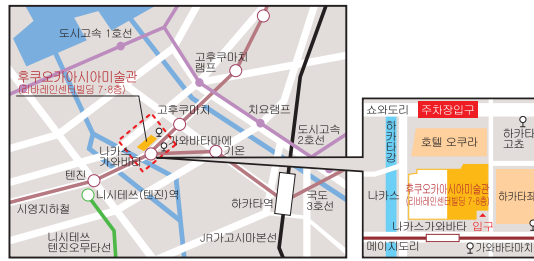 도시고속 1호선
고후쿠마치
램프
후쿠오카아시아미술관
(리바레인센터빌딩 7·8층)
고후쿠마치
치요램프
도시고속
2호선
나카스
카와바타
가와바타마에
기온
텐진
니시테쓰(텐진)역
시영지하철
하카타역
국도
3호선
니시테쓰
텐진오무타선
JR가고시마본선
쇼와도리
주차장입구
하카타강
호텔 오쿠라
하카타
고쵸
나카스
후쿠오카아시아미술관
(리바레인센터빌딩 7·8층)
하카타좌
나카스가와바타
입구
메이지도리
가와바타마치